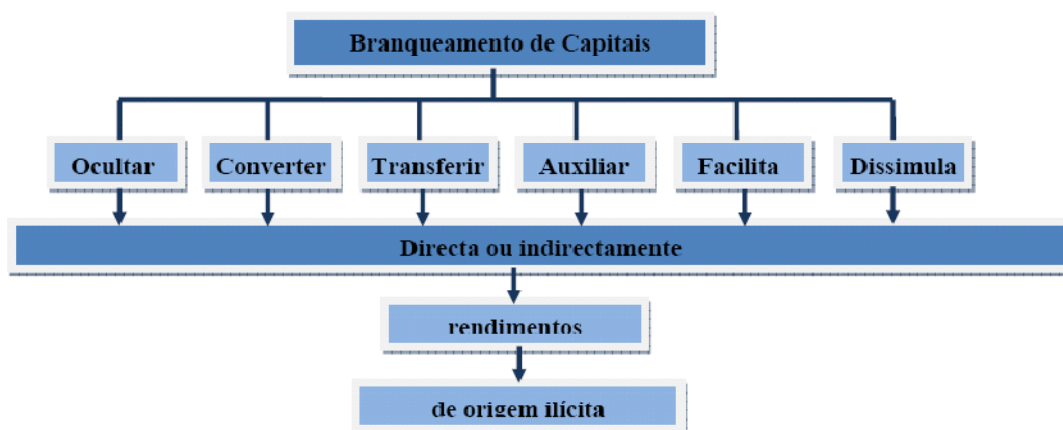 Branqueamento de Capitais
Ocultar Converter Transferir Auxiliar Facilita Dissimula
Directa ou indirectamente
rendimentos
de origem ilícita